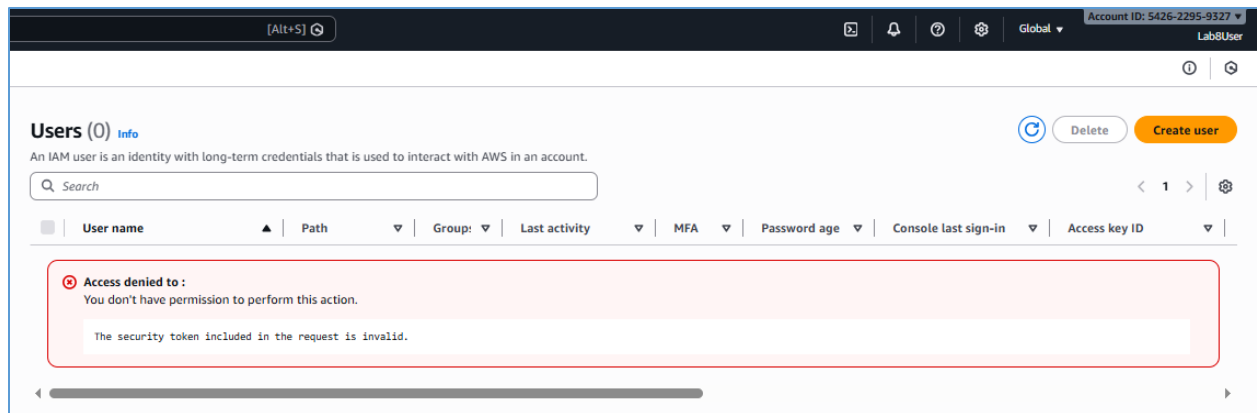 [Alt+S]
Global
Account ID: 5426-2295-9327
Lab8User
Users (0) Info
Delete
Create user
An IAM user is an identity with long-term credentials that is used to interact with AWS in an account.
Search
1
User name Path Group: Last activity MFA Password age Console last sign-in Access key ID
Access denied to :
You don't have permission to perform this action.
The security token included in the request is invalid.